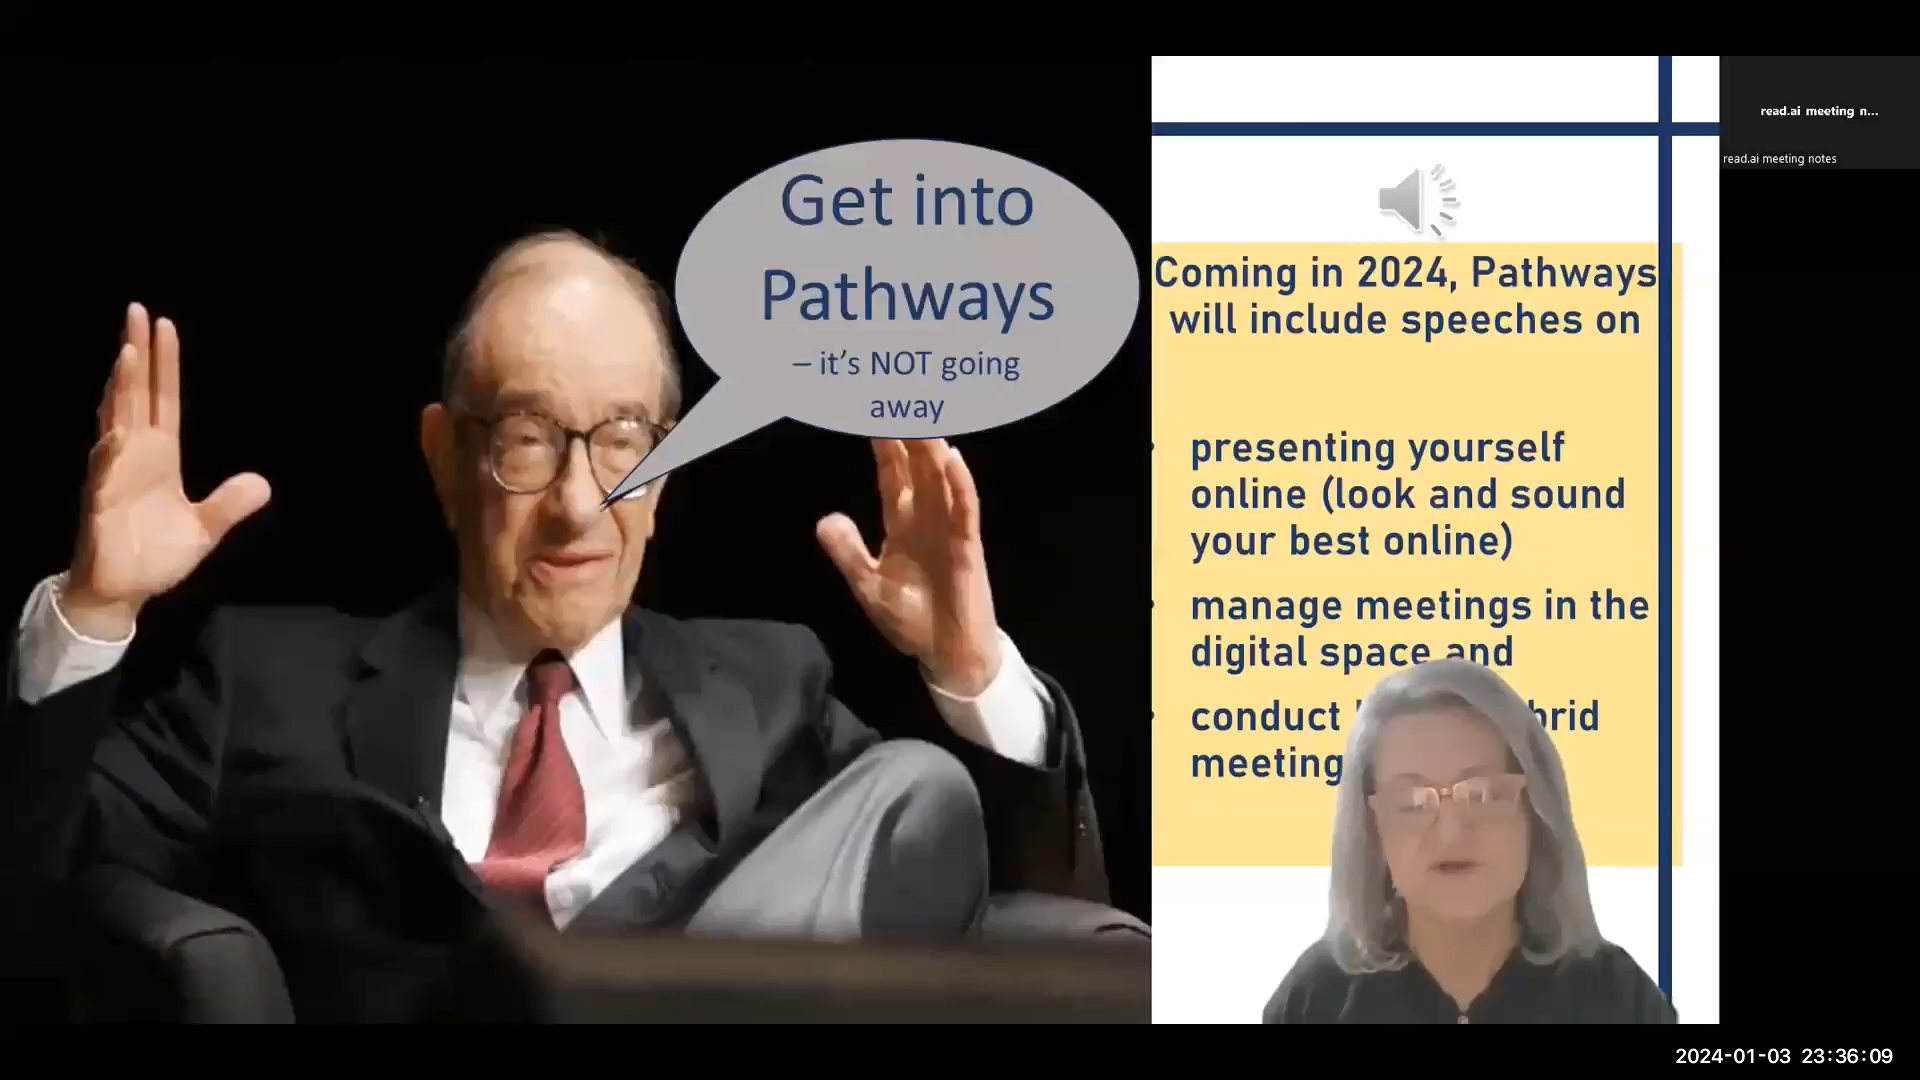 Get into
Pathways
– it's NOT going
away
Coming in 2024, Pathways
will include speeches on
presenting yourself
online (look and sound
your best online)
manage meetings in the
digital space and
conduct
meeting
read.ai meeting n...
read.ai meeting notes
2024-01-03 23:36:09